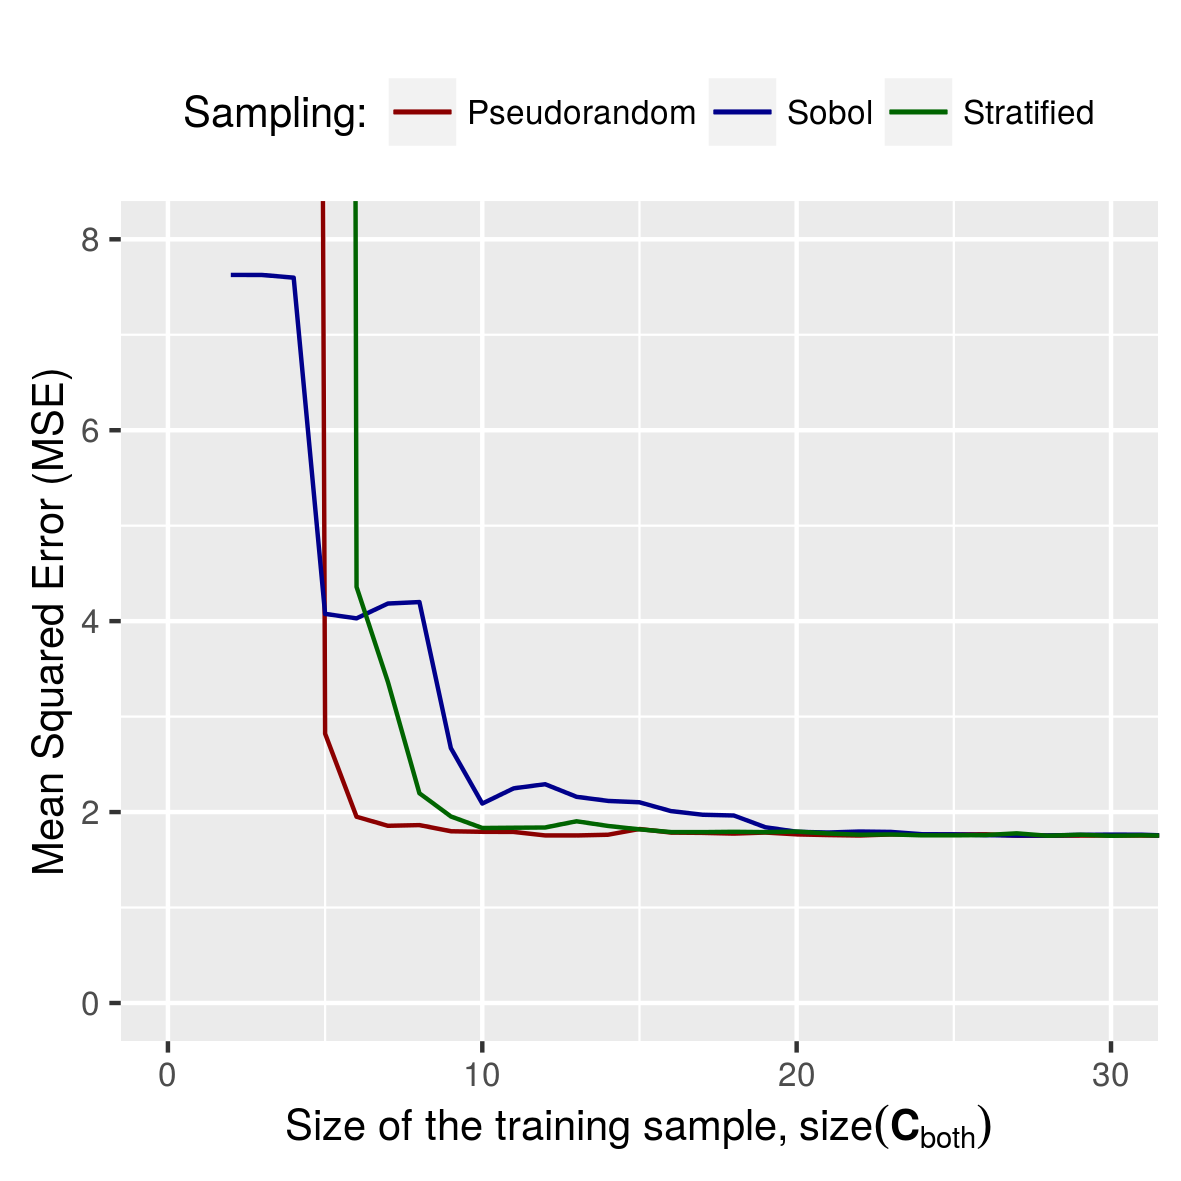 Sampling: Pseudorandom Sobol Stratified
Mean Squared Error (MSE)
8
6
4
2
0
0 10 20 30
Size of the training sample, size(C_both)